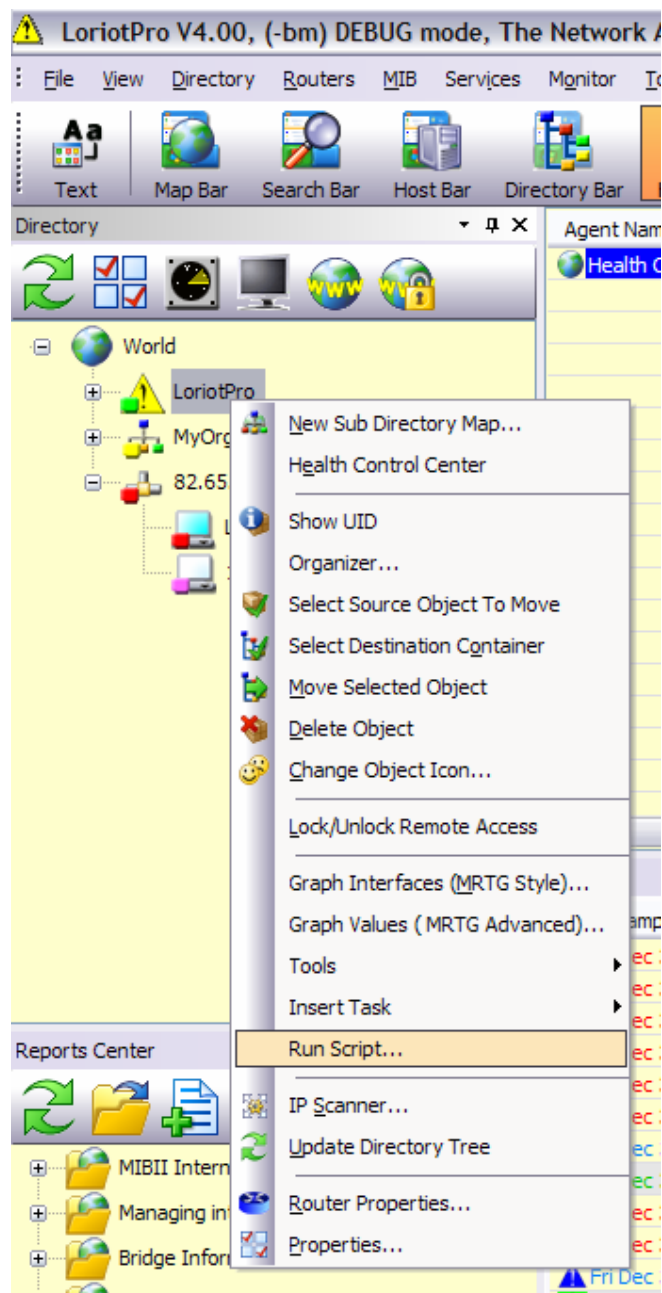 LoriotPro V4.00, (-bm) DEBUG mode, The Network
File View Directory Routers MIB Services Monitor
Aa
Text Map Bar Search Bar Host Bar Directory Bar
Directory
Agent Nam
Health C
www
World
LoriotPro
MyOrg
82.65
New Sub Directory Map...
Health Control Center
Show UID
Organizer...
Select Source Object To Move
Select Destination Container
Move Selected Object
Delete Object
Change Object Icon...
Lock/Unlock Remote Access
Graph Interfaces (MRTG Style)...
Graph Values ( MRTG Advanced)...
Tools
Insert Task
Run Script...
IP Scanner...
Update Directory Tree
Router Properties...
Properties...
Reports Center
MIBII Intern
Managing in
Bridge Infor
Fri Dec